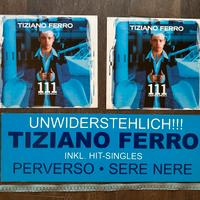 TIZIANO FERRO
111
TIZIANO FERRO
111
UNWIDERSTEHLICH!!!
TIZIANO FERRO
INKL. HIT-SINGLES
PERVERSO • SERE NERE